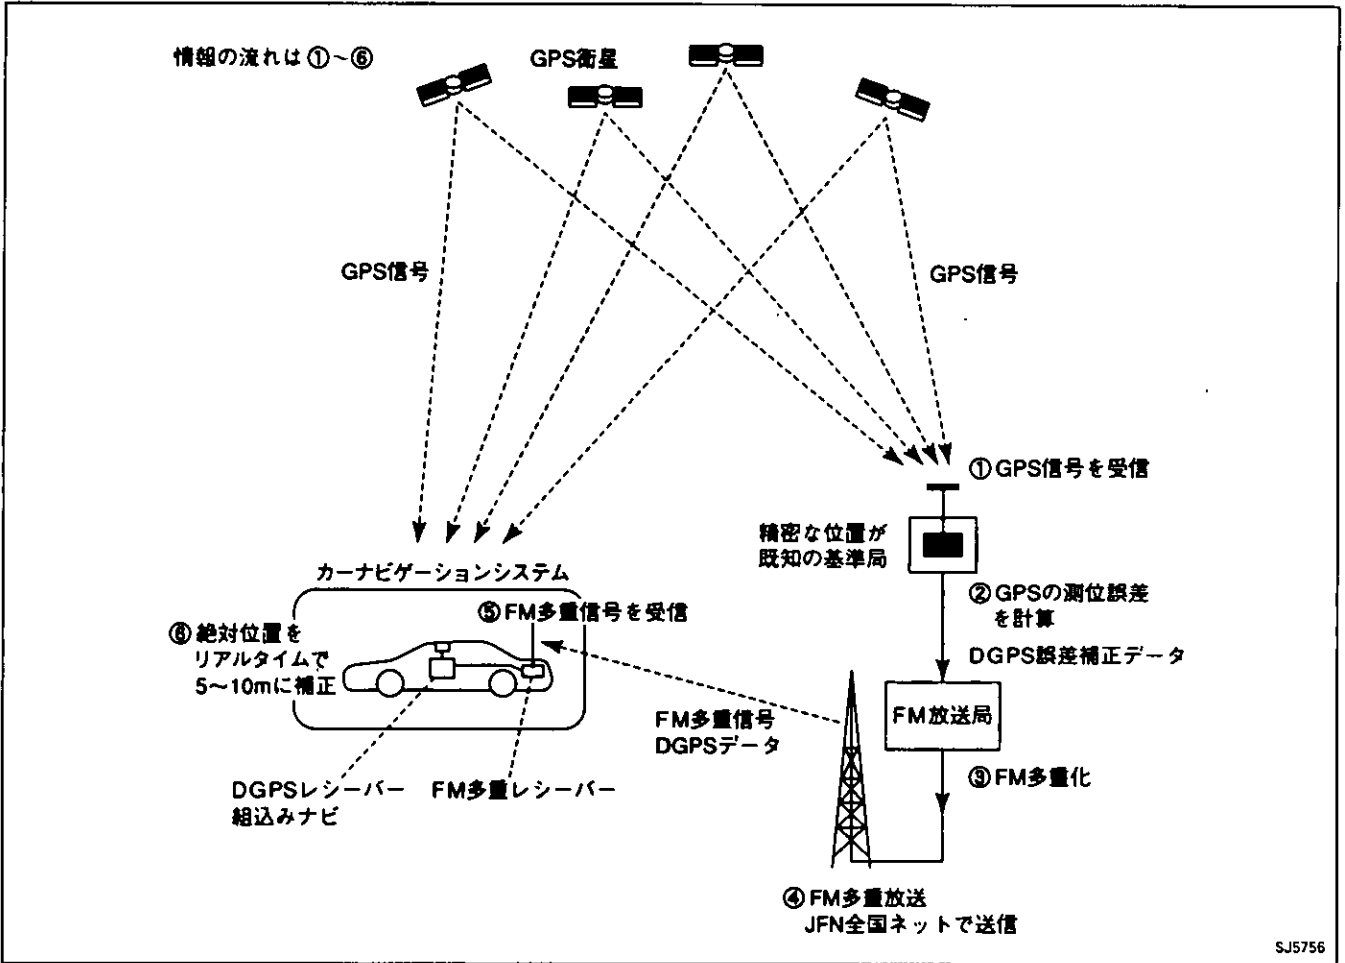 情報の流れは①～⑥
GPS衛星
GPS信号
GPS信号
①GPS信号を受信
精密な位置が
既知の基準局
カーナビゲーションシステム
②GPSの測位誤差
を計算
⑤FM多重信号を受信
⑥絶対位置を
リアルタイムで
5～10mに補正
DGPS誤差補正データ
FM多重信号
DGPSデータ
FM放送局
③FM多重化
DGPSレシーバー
組込みナビ
FM多重レシーバー
④FM多重放送
JFN全国ネットで送信
SJ5756